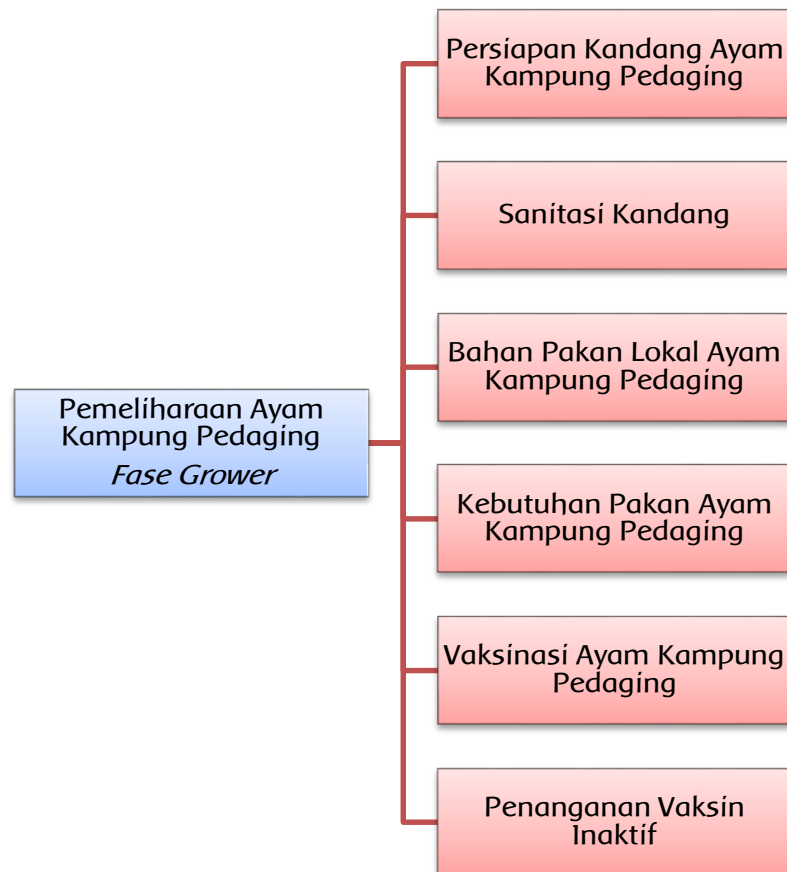 Persiapan Kandang Ayam
Kampung Pedaging
Sanitasi Kandang
Bahan Pakan Lokal Ayam
Kampung Pedaging
Pemeliharaan Ayam
Kampung Pedaging
Fase Grower
Kebutuhan Pakan Ayam
Kampung Pedaging
Vaksinasi Ayam Kampung
Pedaging
Penanganan Vaksin
Inaktif